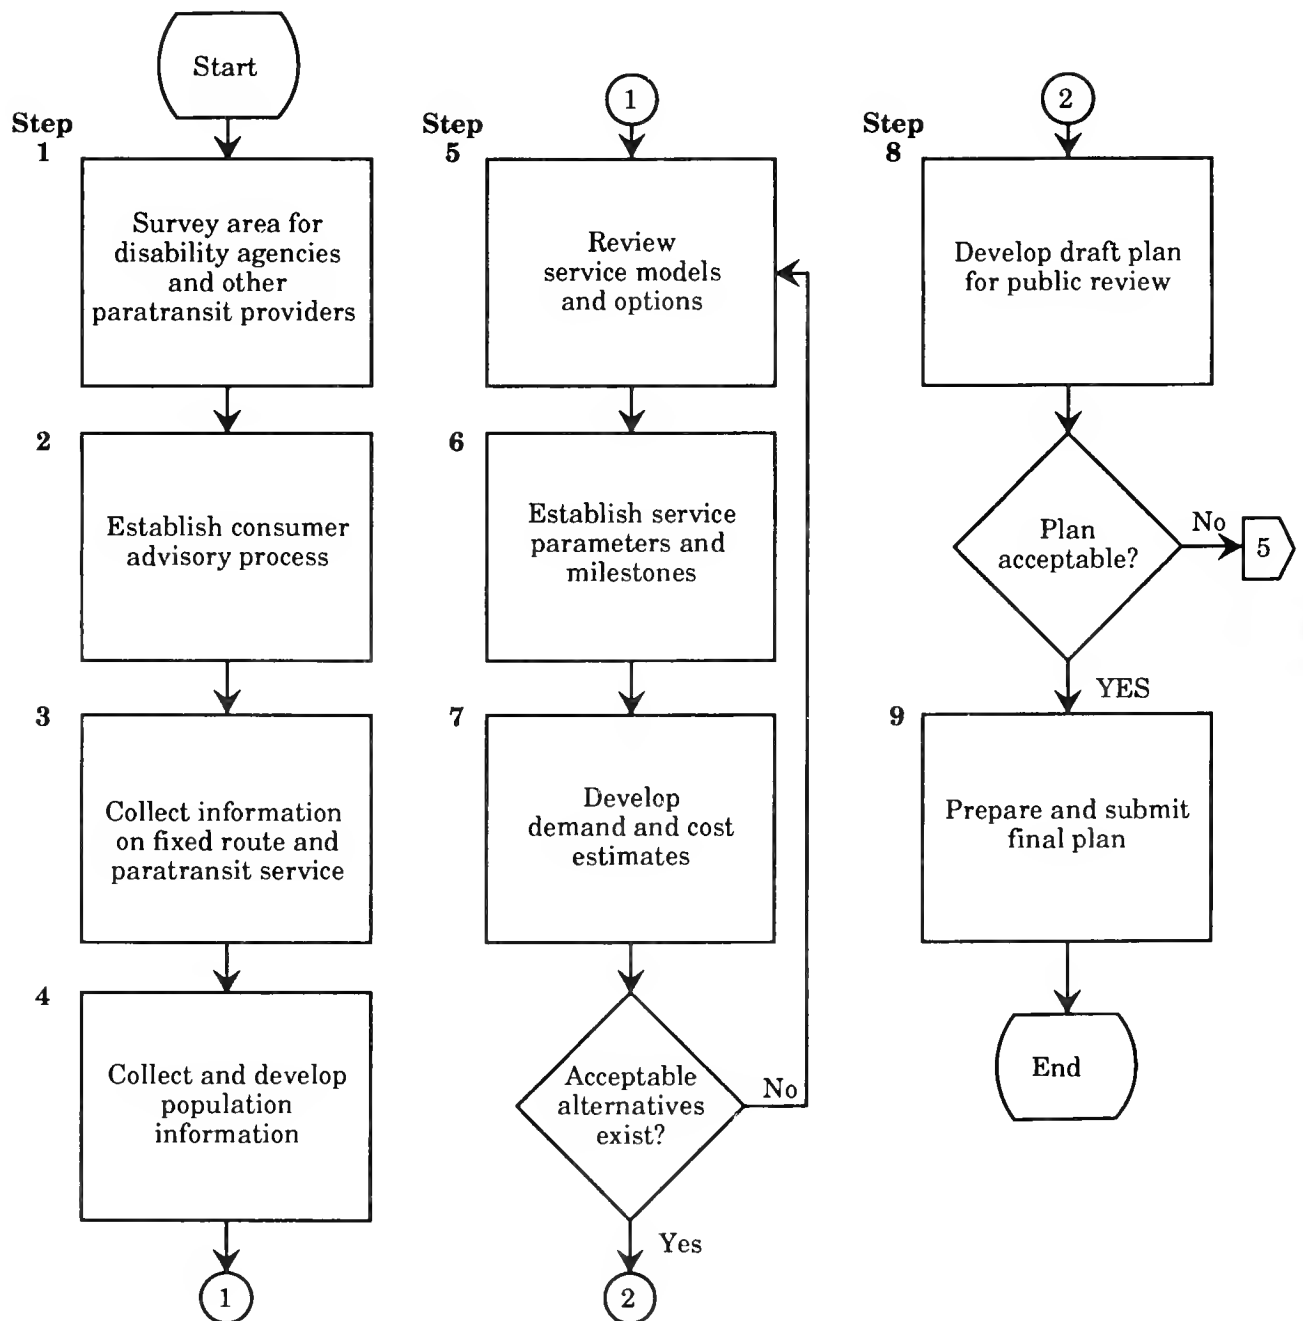 Start
Step
1
Survey area for
disability agencies
and other
paratransit providers
2
Establish consumer
advisory process
3
Collect information
on fixed route and
paratransit service
4
Collect and develop
population
information
1
1
Step
5
Review
service models
and options
6
Establish service
parameters and
milestones
7
Develop
demand and cost
estimates
Acceptable
alternatives
exist?
No
Yes
2
2
Step
8
Develop draft plan
for public review
Plan
acceptable?
No
5
YES
9
Prepare and submit
final plan
End